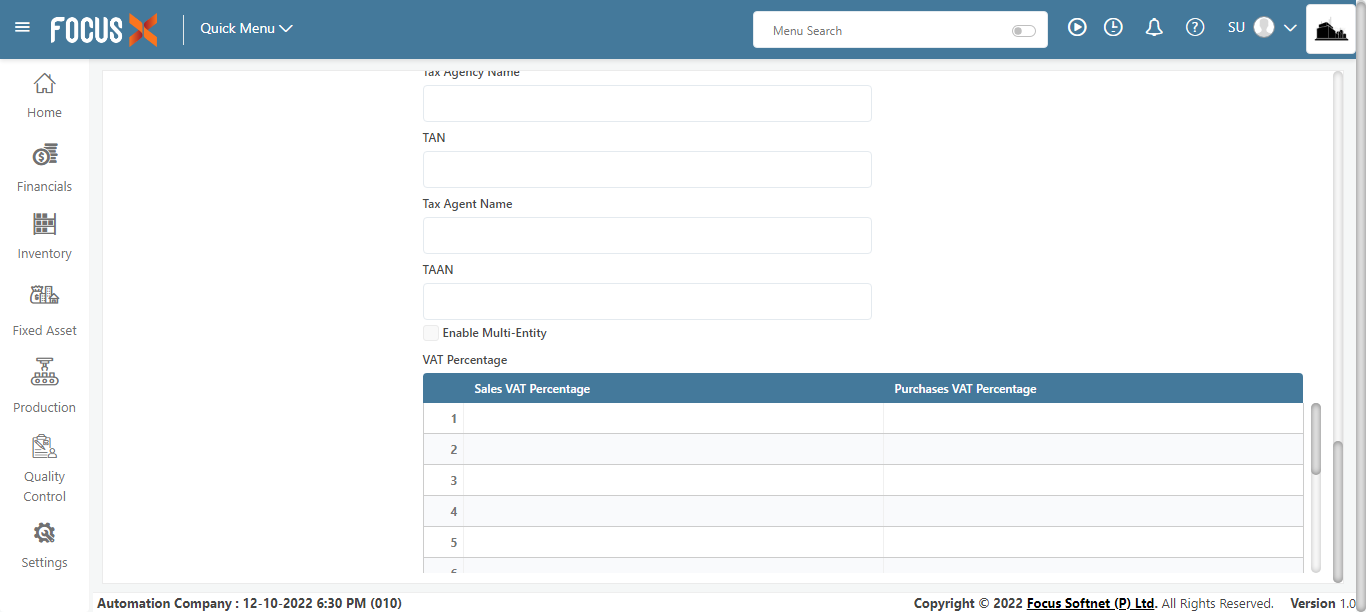 FOCUS X
Quick Menu
Menu Search
SU
Home
Financials
Inventory
Fixed Asset
Production
Quality
Control
Settings
Tax Agency Name
TAN
Tax Agent Name
TAAN
Enable Multi-Entity
VAT Percentage
Sales VAT Percentage Purchases VAT Percentage
1
2
3
4
5
6
Automation Company : 12-10-2022 6:30 PM (010)
Copyright © 2022 Focus Softnet (P) Ltd. All Rights Reserved. Version 1.0